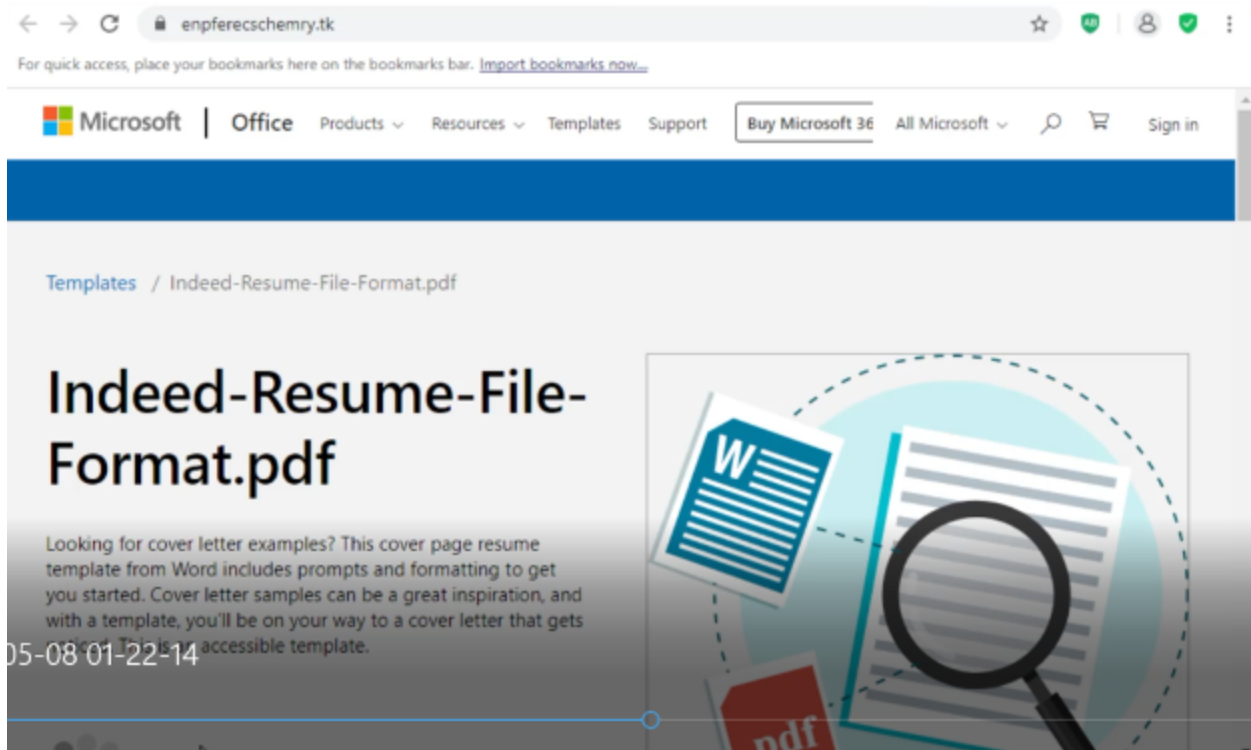 enpferecschemry.tk
For quick access, place your bookmarks here on the bookmarks bar. Import bookmarks now...
Microsoft | Office Products Resources Templates Support Buy Microsoft 36 All Microsoft Sign in
Templates / Indeed-Resume-File-Format.pdf
Indeed-Resume-File-
Format.pdf
W
Looking for cover letter examples? This cover page resume
template from Word includes prompts and formatting to get
you started. Cover letter samples can be a great inspiration, and
with a template, you'll be on your way to a cover letter that gets
This is an accessible template.
05-08 01-22-14
pdf